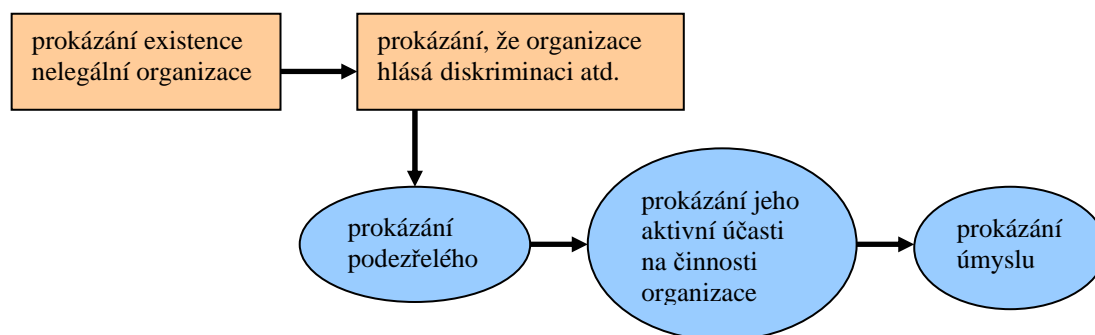 prokázání existence
nelegální organizace
prokázání, že organizace
hlásá diskriminaci atd.
prokázání
podezřelého
prokázání jeho
aktivní účasti
na činnosti
organizace
prokázání
úmyslu